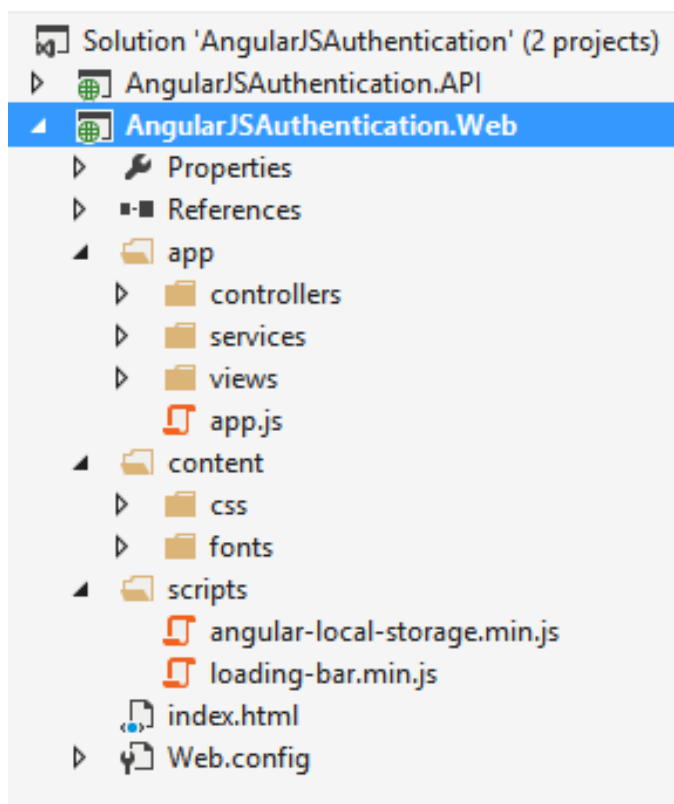 Solution 'AngularJSAuthentication' (2 projects)
AngularJSAuthentication.API
AngularJSAuthentication.Web
Properties
References
app
controllers
services
views
app.js
content
css
fonts
scripts
angular-local-storage.min.js
loading-bar.min.js
index.html
Web.config